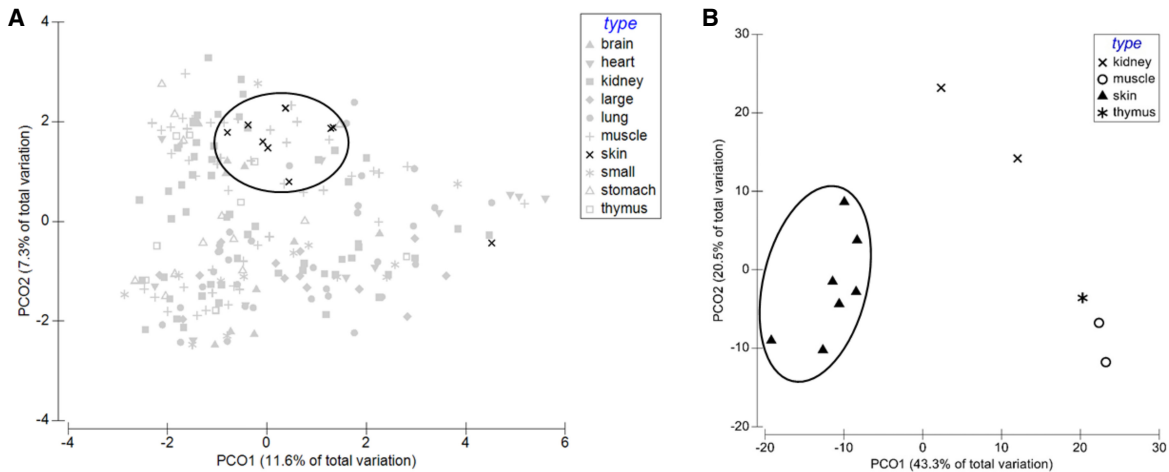 A
4
2
0
-2
-4
PCO2 (7.3% of total variation)
-4 -2 0 2 4 6
PCO1 (11.6% of total variation)
type
brain
heart
kidney
large
lung
muscle
skin
small
stomach
thymus
B
30
20
10
0
-10
-20
PCO2 (20.5% of total variation)
-20 -10 0 10 20 30
PCO1 (43.3% of total variation)
type
kidney
muscle
skin
thymus